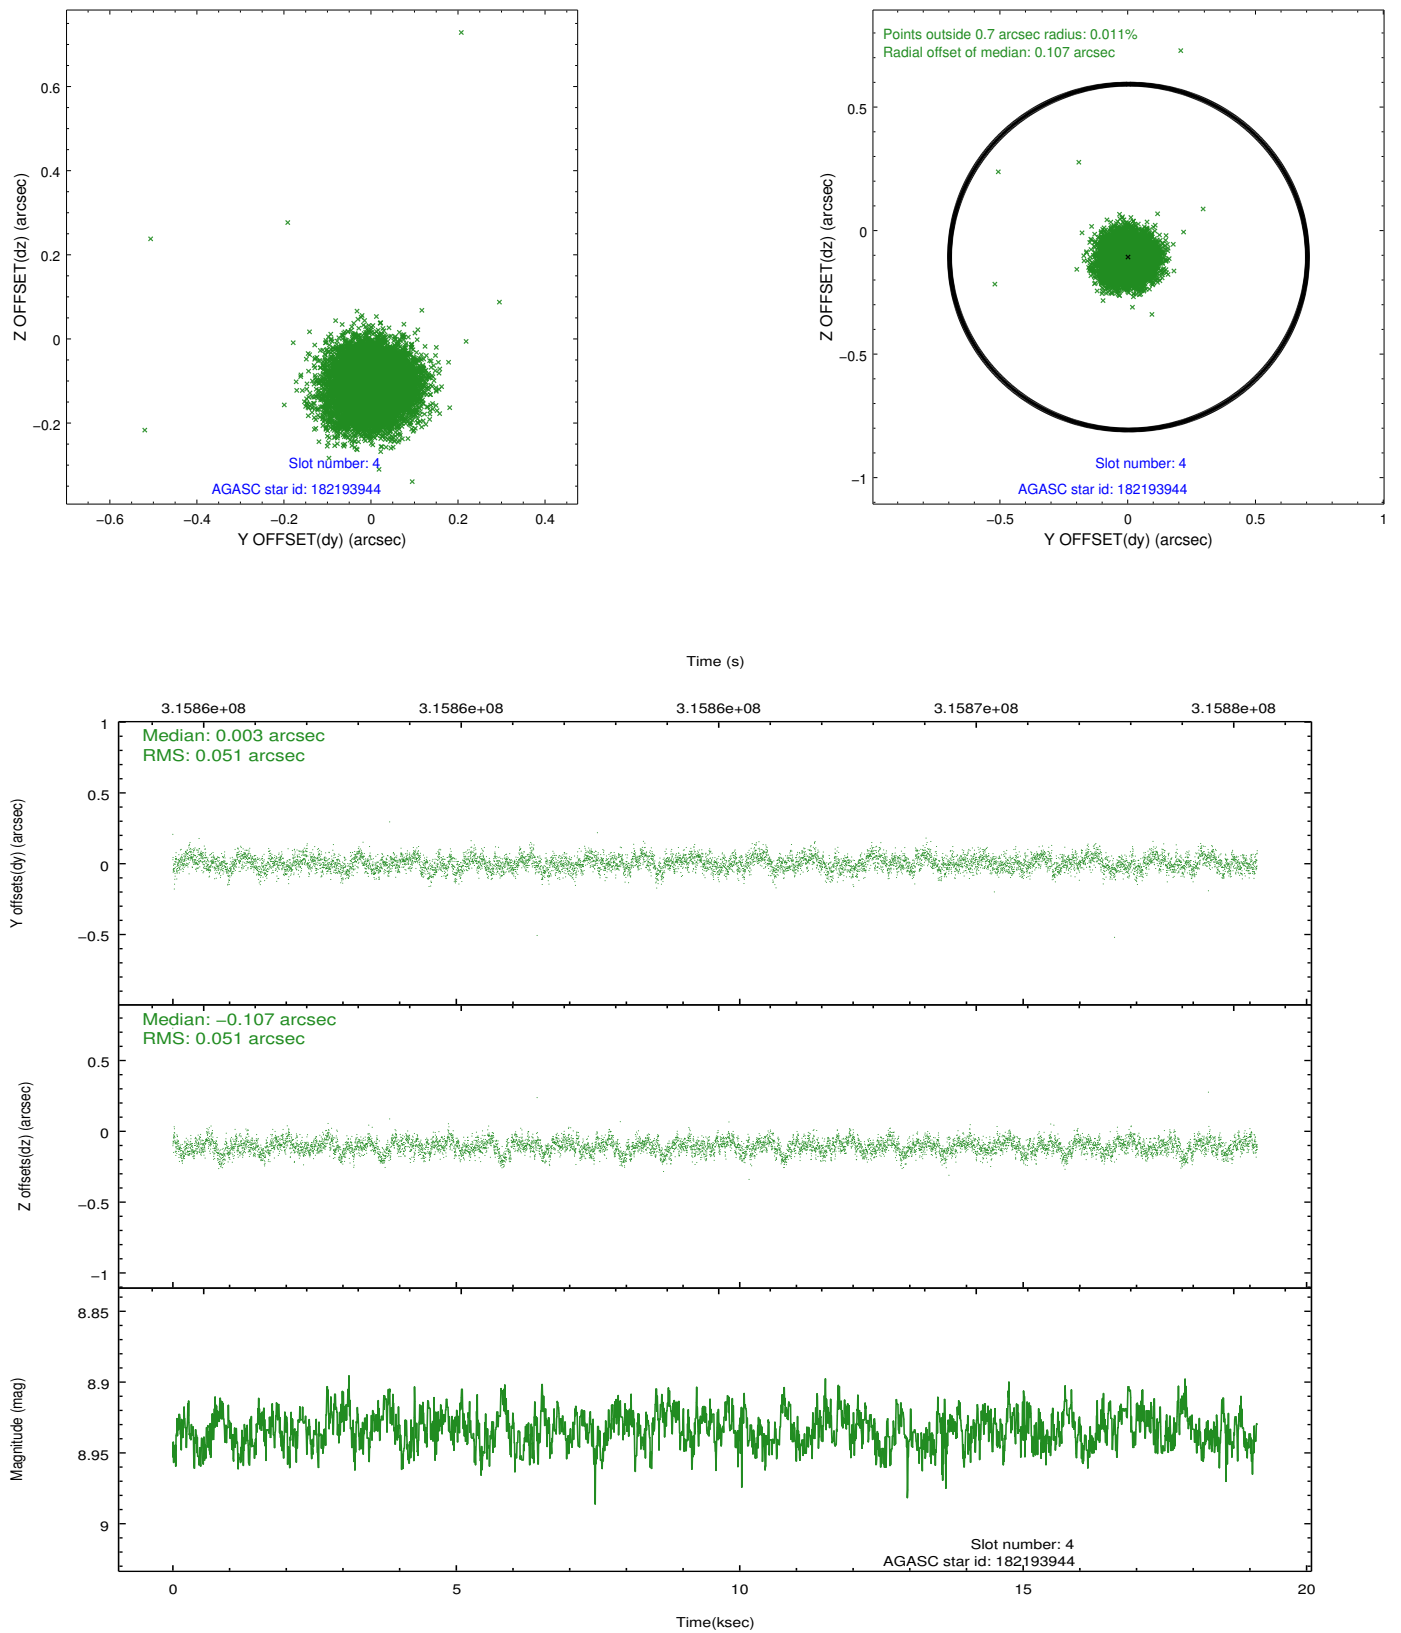 0.6
0.4
0.2
0
−0.2
Z OFFSET(dz) (arcsec)
Slot number: 4
AGASC star id: 182193944
−0.6 −0.4 −0.2 0 0.2 0.4
Y OFFSET(dy) (arcsec)
Points outside 0.7 arcsec radius: 0.011%
Radial offset of median: 0.107 arcsec
0.5
0
−0.5
−1
Z OFFSET(dz) (arcsec)
Slot number: 4
AGASC star id: 182193944
−0.5 0 0.5 1
Y OFFSET(dy) (arcsec)
Time (s)
3.1586e+08 3.1586e+08 3.1586e+08 3.1587e+08 3.1588e+08
Median: 0.003 arcsec
RMS: 0.051 arcsec
1
0.5
0
−0.5
Y offsets(dy) (arcsec)
Median: −0.107 arcsec
RMS: 0.051 arcsec
0.5
0
−0.5
−1
Z offsets(dz) (arcsec)
8.85
8.9
8.95
9
Magnitude (mag)
Slot number: 4
AGASC star id: 182193944
0 5 10 15 20
Time(ksec)